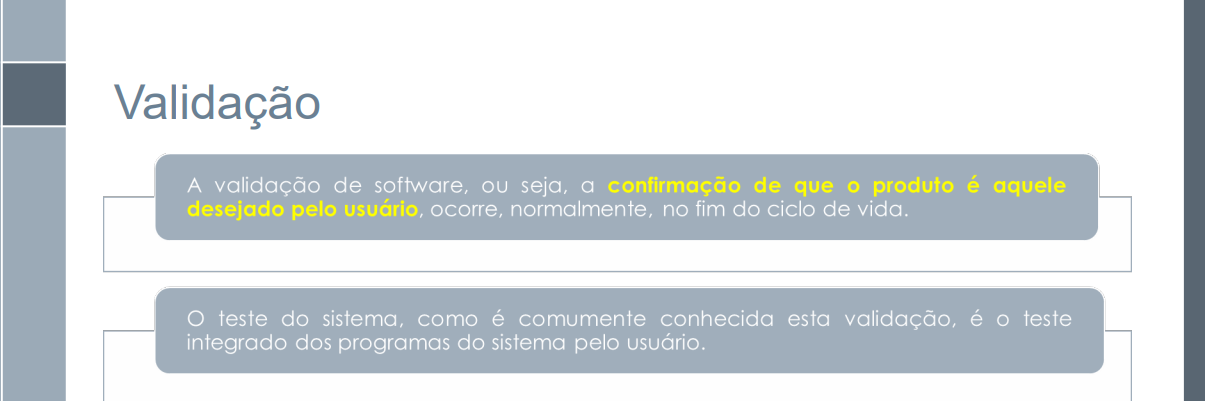 Validação
A validação de software, ou seja, a confirmação de que o produto é aquele
desejado pelo usuário, ocorre, normalmente, no fim do ciclo de vida.
O teste do sistema, como é comumente conhecida esta validação, é o teste
integrado dos programas do sistema pelo usuário.